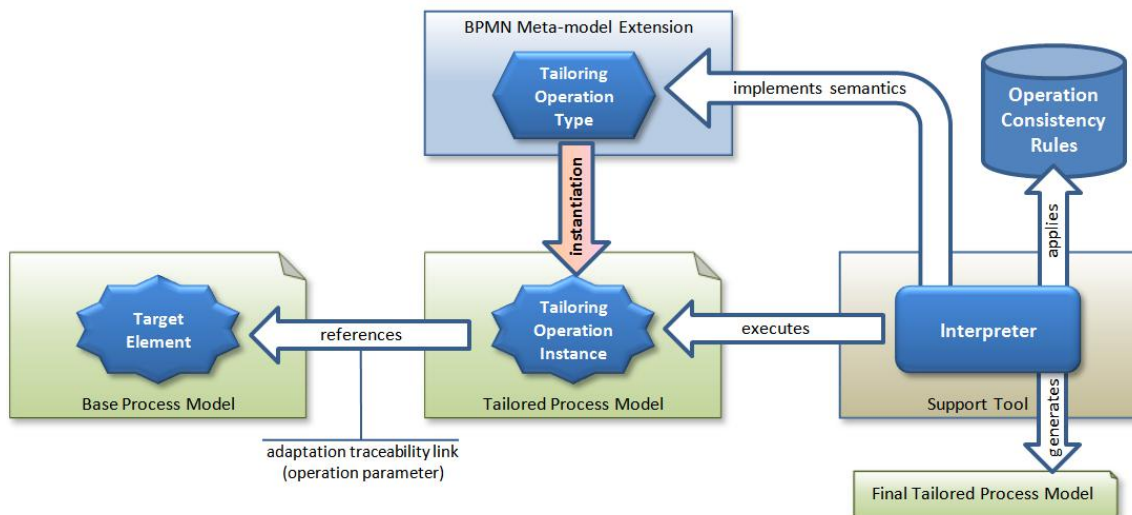 BPMN Meta-model Extension
Tailoring
Operation
Type
implements semantics
Operation
Consistency
Rules
instantiation
applies
Target
Element
references
Tailoring
Operation
Instance
executes
Interpreter
Base Process Model
Tailored Process Model
Support Tool
generates
adaptation traceability link
(operation parameter)
Final Tailored Process Model